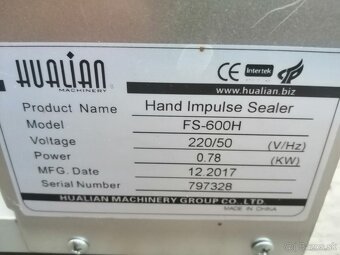 HUALIAN
MACHINERY
CE Intertek
www.hualian.biz
Product Name Hand Impulse Sealer
Model FS-600H
Voltage 220/50 (V/Hz)
Power 0.78 (KW)
MFG. Date 12.2017
Serial Number 797328
HUALIAN MACHINERY GROUP CO.,LTD.
MADE IN CHINA